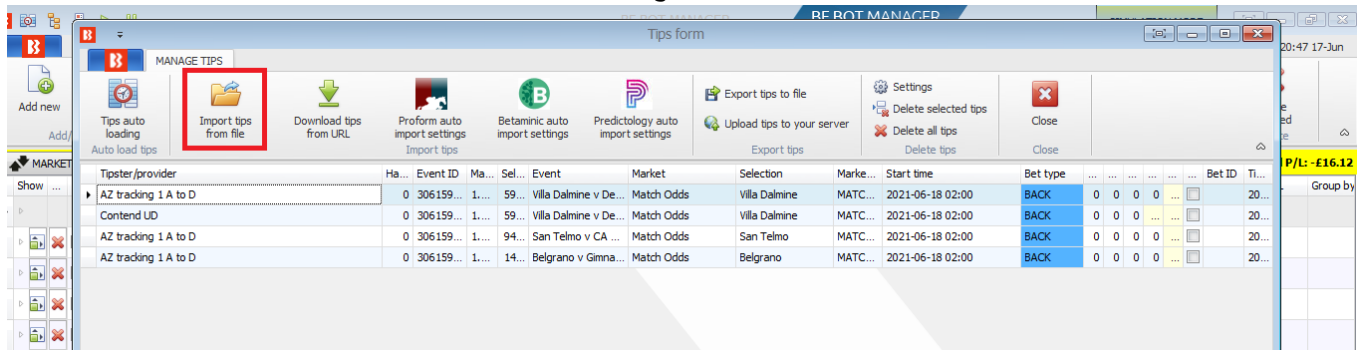 BF BOT MANAGER
Tips form
20:47 17-Jun
MANAGE TIPS
Add new
Add/
Tips auto loading
Auto load tips
Import tips from file
Download tips from URL
Proform auto import settings
Betaminic auto import settings
Predictology auto import settings
Import tips
Export tips to file
Upload tips to your server
Export tips
Settings
Delete selected tips
Delete all tips
Delete tips
Close
Close
MARKET
P/L: -£16.12
Show ...
Group by
Tipster/provider Ha... Event ID Ma... Sel... Event Market Selection Marke... Start time Bet type ... ... ... ... ... ... Bet ID Ti...
AZ tracking 1 A to D 0 306159... 1.... 59... Villa Dalmine v De... Match Odds Villa Dalmine MATC... 2021-06-18 02:00 BACK 0 0 0 0 ... 20...
Contend UD 0 306159... 1.... 59... Villa Dalmine v De... Match Odds Villa Dalmine MATC... 2021-06-18 02:00 BACK 0 0 0 ... ... 20...
AZ tracking 1 A to D 0 306159... 1.... 94... San Telmo v CA ... Match Odds San Telmo MATC... 2021-06-18 02:00 BACK 0 0 0 0 ... 20...
AZ tracking 1 A to D 0 306159... 1.... 14... Belgrano v Gimna... Match Odds Belgrano MATC... 2021-06-18 02:00 BACK 0 0 0 0 ... 20...